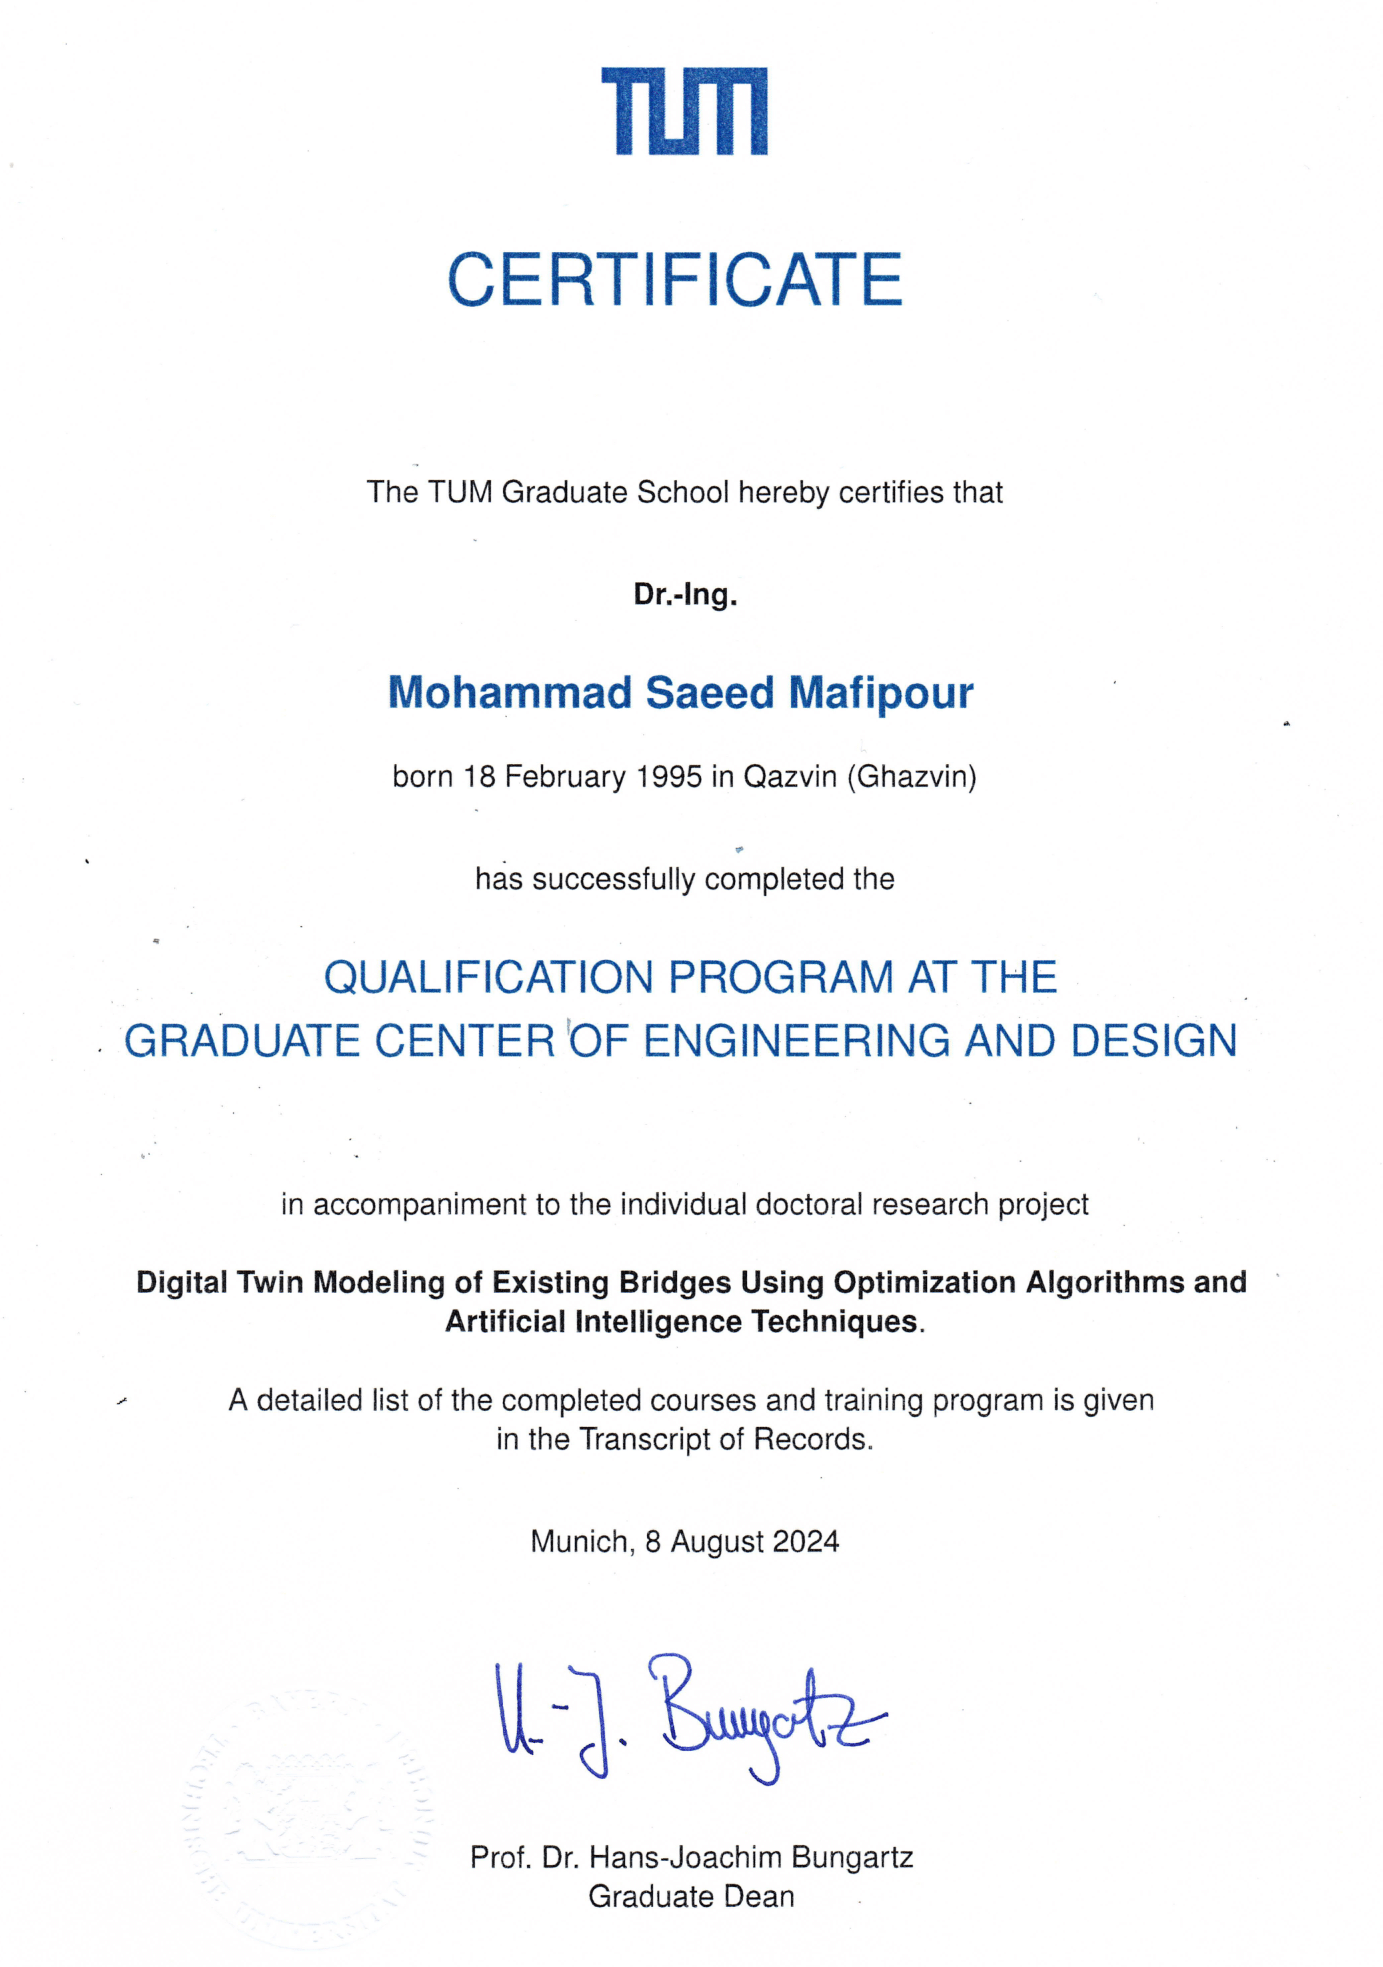 TUM
CERTIFICATE
The TUM Graduate School hereby certifies that
Dr.-Ing.
Mohammad Saeed Mafipour
born 18 February 1995 in Qazvin (Ghazvin)
has successfully completed the
QUALIFICATION PROGRAM AT THE
GRADUATE CENTER OF ENGINEERING AND DESIGN
in accompaniment to the individual doctoral research project
Digital Twin Modeling of Existing Bridges Using Optimization Algorithms and
Artificial Intelligence Techniques.
A detailed list of the completed courses and training program is given
in the Transcript of Records.
Munich, 8 August 2024
H.-J. Bungartz
Prof. Dr. Hans-Joachim Bungartz
Graduate Dean